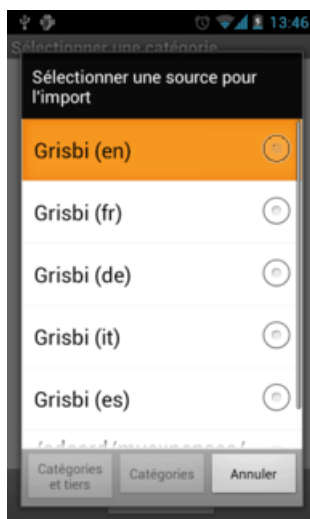 13:46
Sélectionner une catégorie
Sélectionner une source pour
l'import
Grisbi (en)
Grisbi (fr)
Grisbi (de)
Grisbi (it)
Grisbi (es)
Catégories
et tiers
Catégories
Annuler